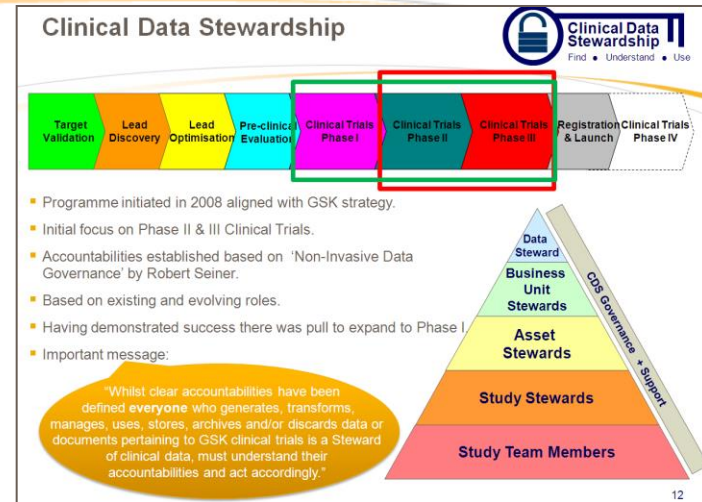 Clinical Data Stewardship
Clinical Data
Stewardship
Find • Understand • Use
Target
Validation
Lead
Discovery
Lead
Optimisation
Pre-clinical
Evaluation
Clinical Trials
Phase I
Clinical Trials
Phase II
Clinical Trials
Phase III
Registration
& Launch
Clinical Trials
Phase IV
Programme initiated in 2008 aligned with GSK strategy.
Initial focus on Phase II & III Clinical Trials.
Accountabilities established based on 'Non-Invasive Data
Governance' by Robert Seiner.
Based on existing and evolving roles.
Having demonstrated success there was pull to expand to Phase I.
Important message:
"Whilst clear accountabilities have been
defined everyone who generates, transforms,
manages, uses, stores, archives and/or discards data or
documents pertaining to GSK clinical trials is a Steward
of clinical data, must understand their
accountabilities and act accordingly."
Data
Steward
Business
Unit
Stewards
Asset
Stewards
Study Stewards
Study Team Members
CDS Governance + Support
12